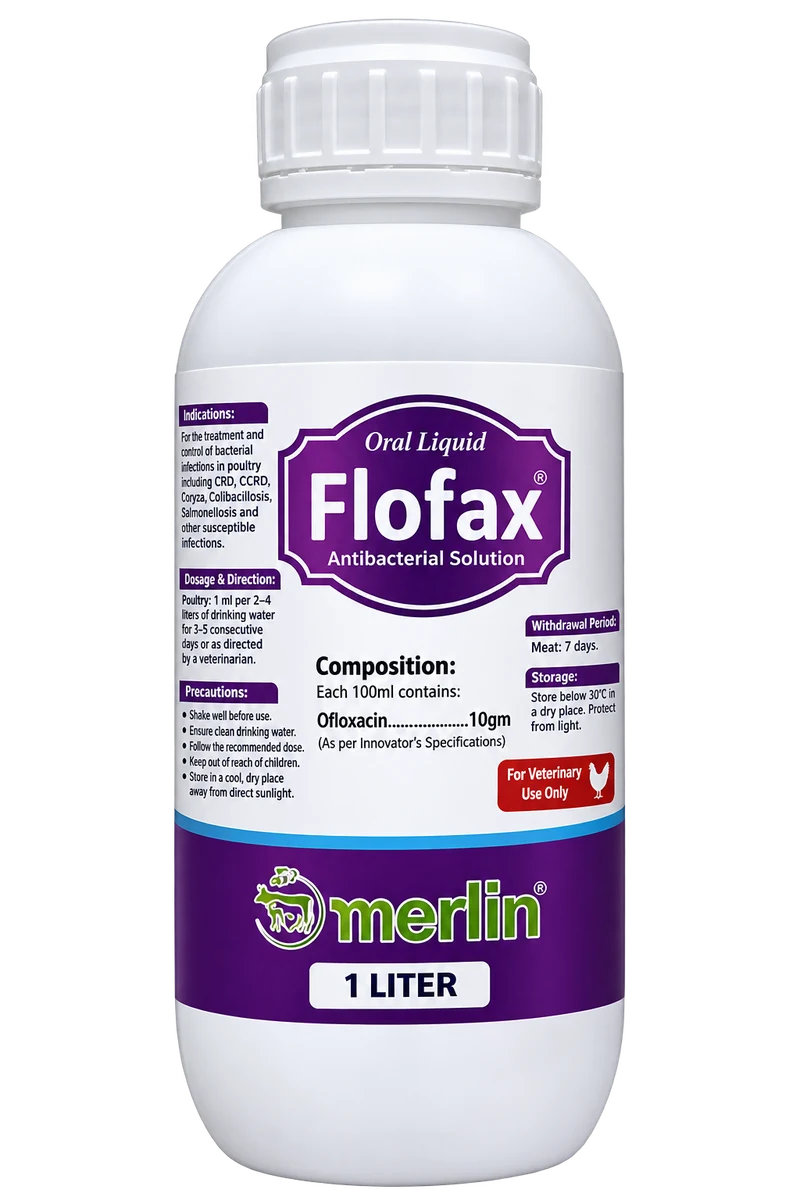 Oral Liquid
Flofax®
Antibacterial Solution
Indications:
For the treatment and
control of bacterial
infections in poultry
including CRD, CCRD,
Coryza, Colibacillosis,
Salmonellosis and
other susceptible
infections.
Dosage & Direction:
Poultry: 1 ml per 2–4
liters of drinking water
for 3–5 consecutive
days or as directed
by a veterinarian.
Precautions:
• Shake well before use.
• Ensure clean drinking water.
• Follow the recommended dose.
• Keep out of reach of children.
• Store in a cool, dry place
away from direct sunlight.
Composition:
Each 100ml contains:
Ofloxacin...................10gm
(As per Innovator's Specifications)
Withdrawal Period:
Meat: 7 days.
Storage:
Store below 30°C in
a dry place. Protect
from light.
For Veterinary
Use Only
merlin®
1 LITER